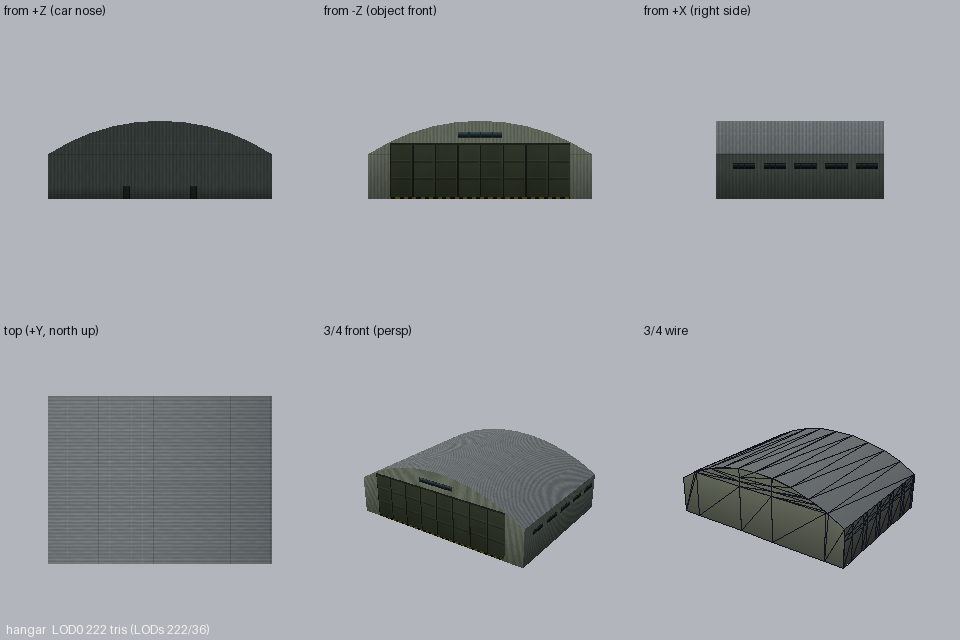 from +Z (car nose)
from -Z (object front)
from +X (right side)
top (+Y, north up)
3/4 front (persp)
3/4 wire
hangar LOD0 222 tris (LODs 222/36)